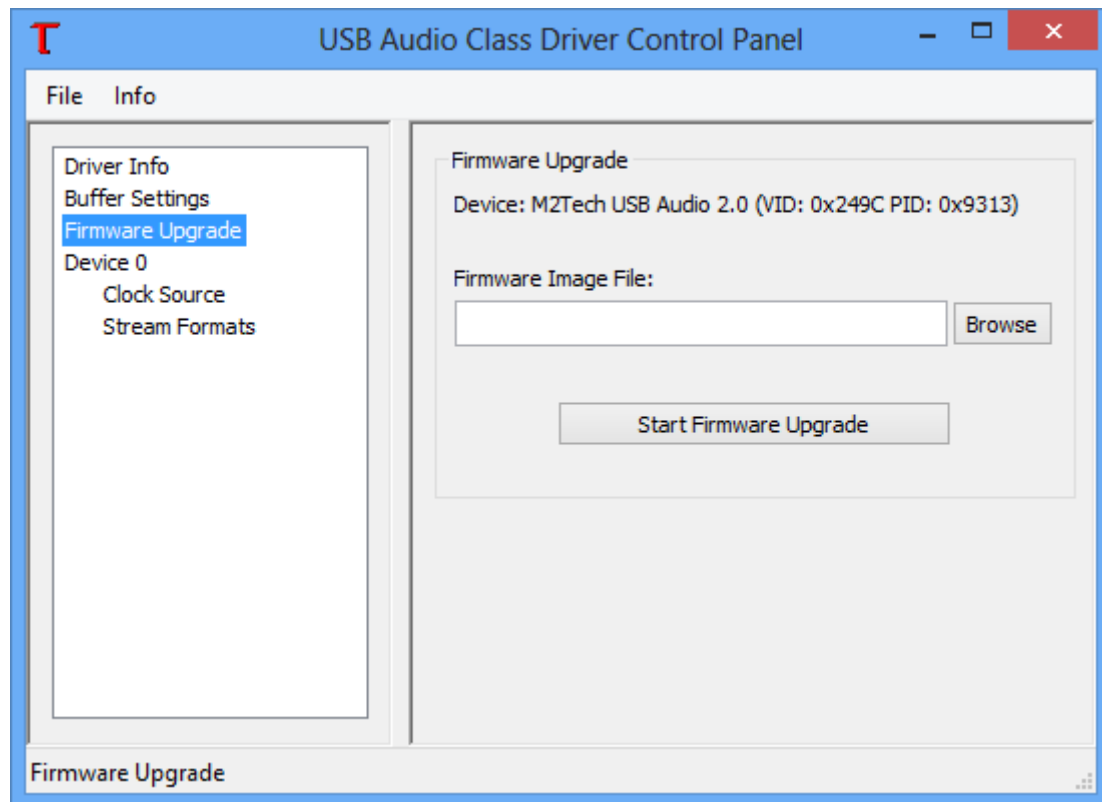 USB Audio Class Driver Control Panel
File Info
Driver Info
Buffer Settings
Firmware Upgrade
Device 0
Clock Source
Stream Formats
Firmware Upgrade
Device: M2Tech USB Audio 2.0 (VID: 0x249C PID: 0x9313)
Firmware Image File:
Browse
Start Firmware Upgrade
Firmware Upgrade